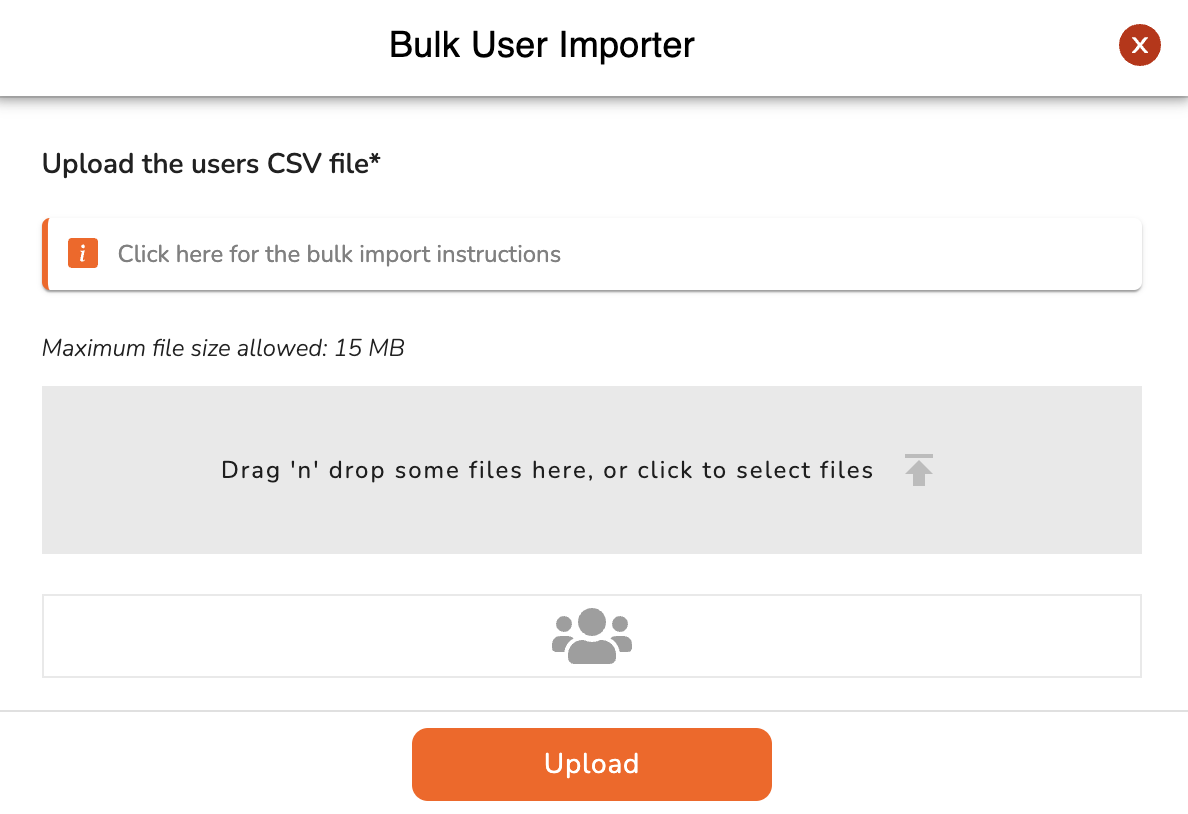 Bulk User Importer
X
Upload the users CSV file*
i
Click here for the bulk import instructions
Maximum file size allowed: 15 MB
Drag 'n' drop some files here, or click to select files
Upload